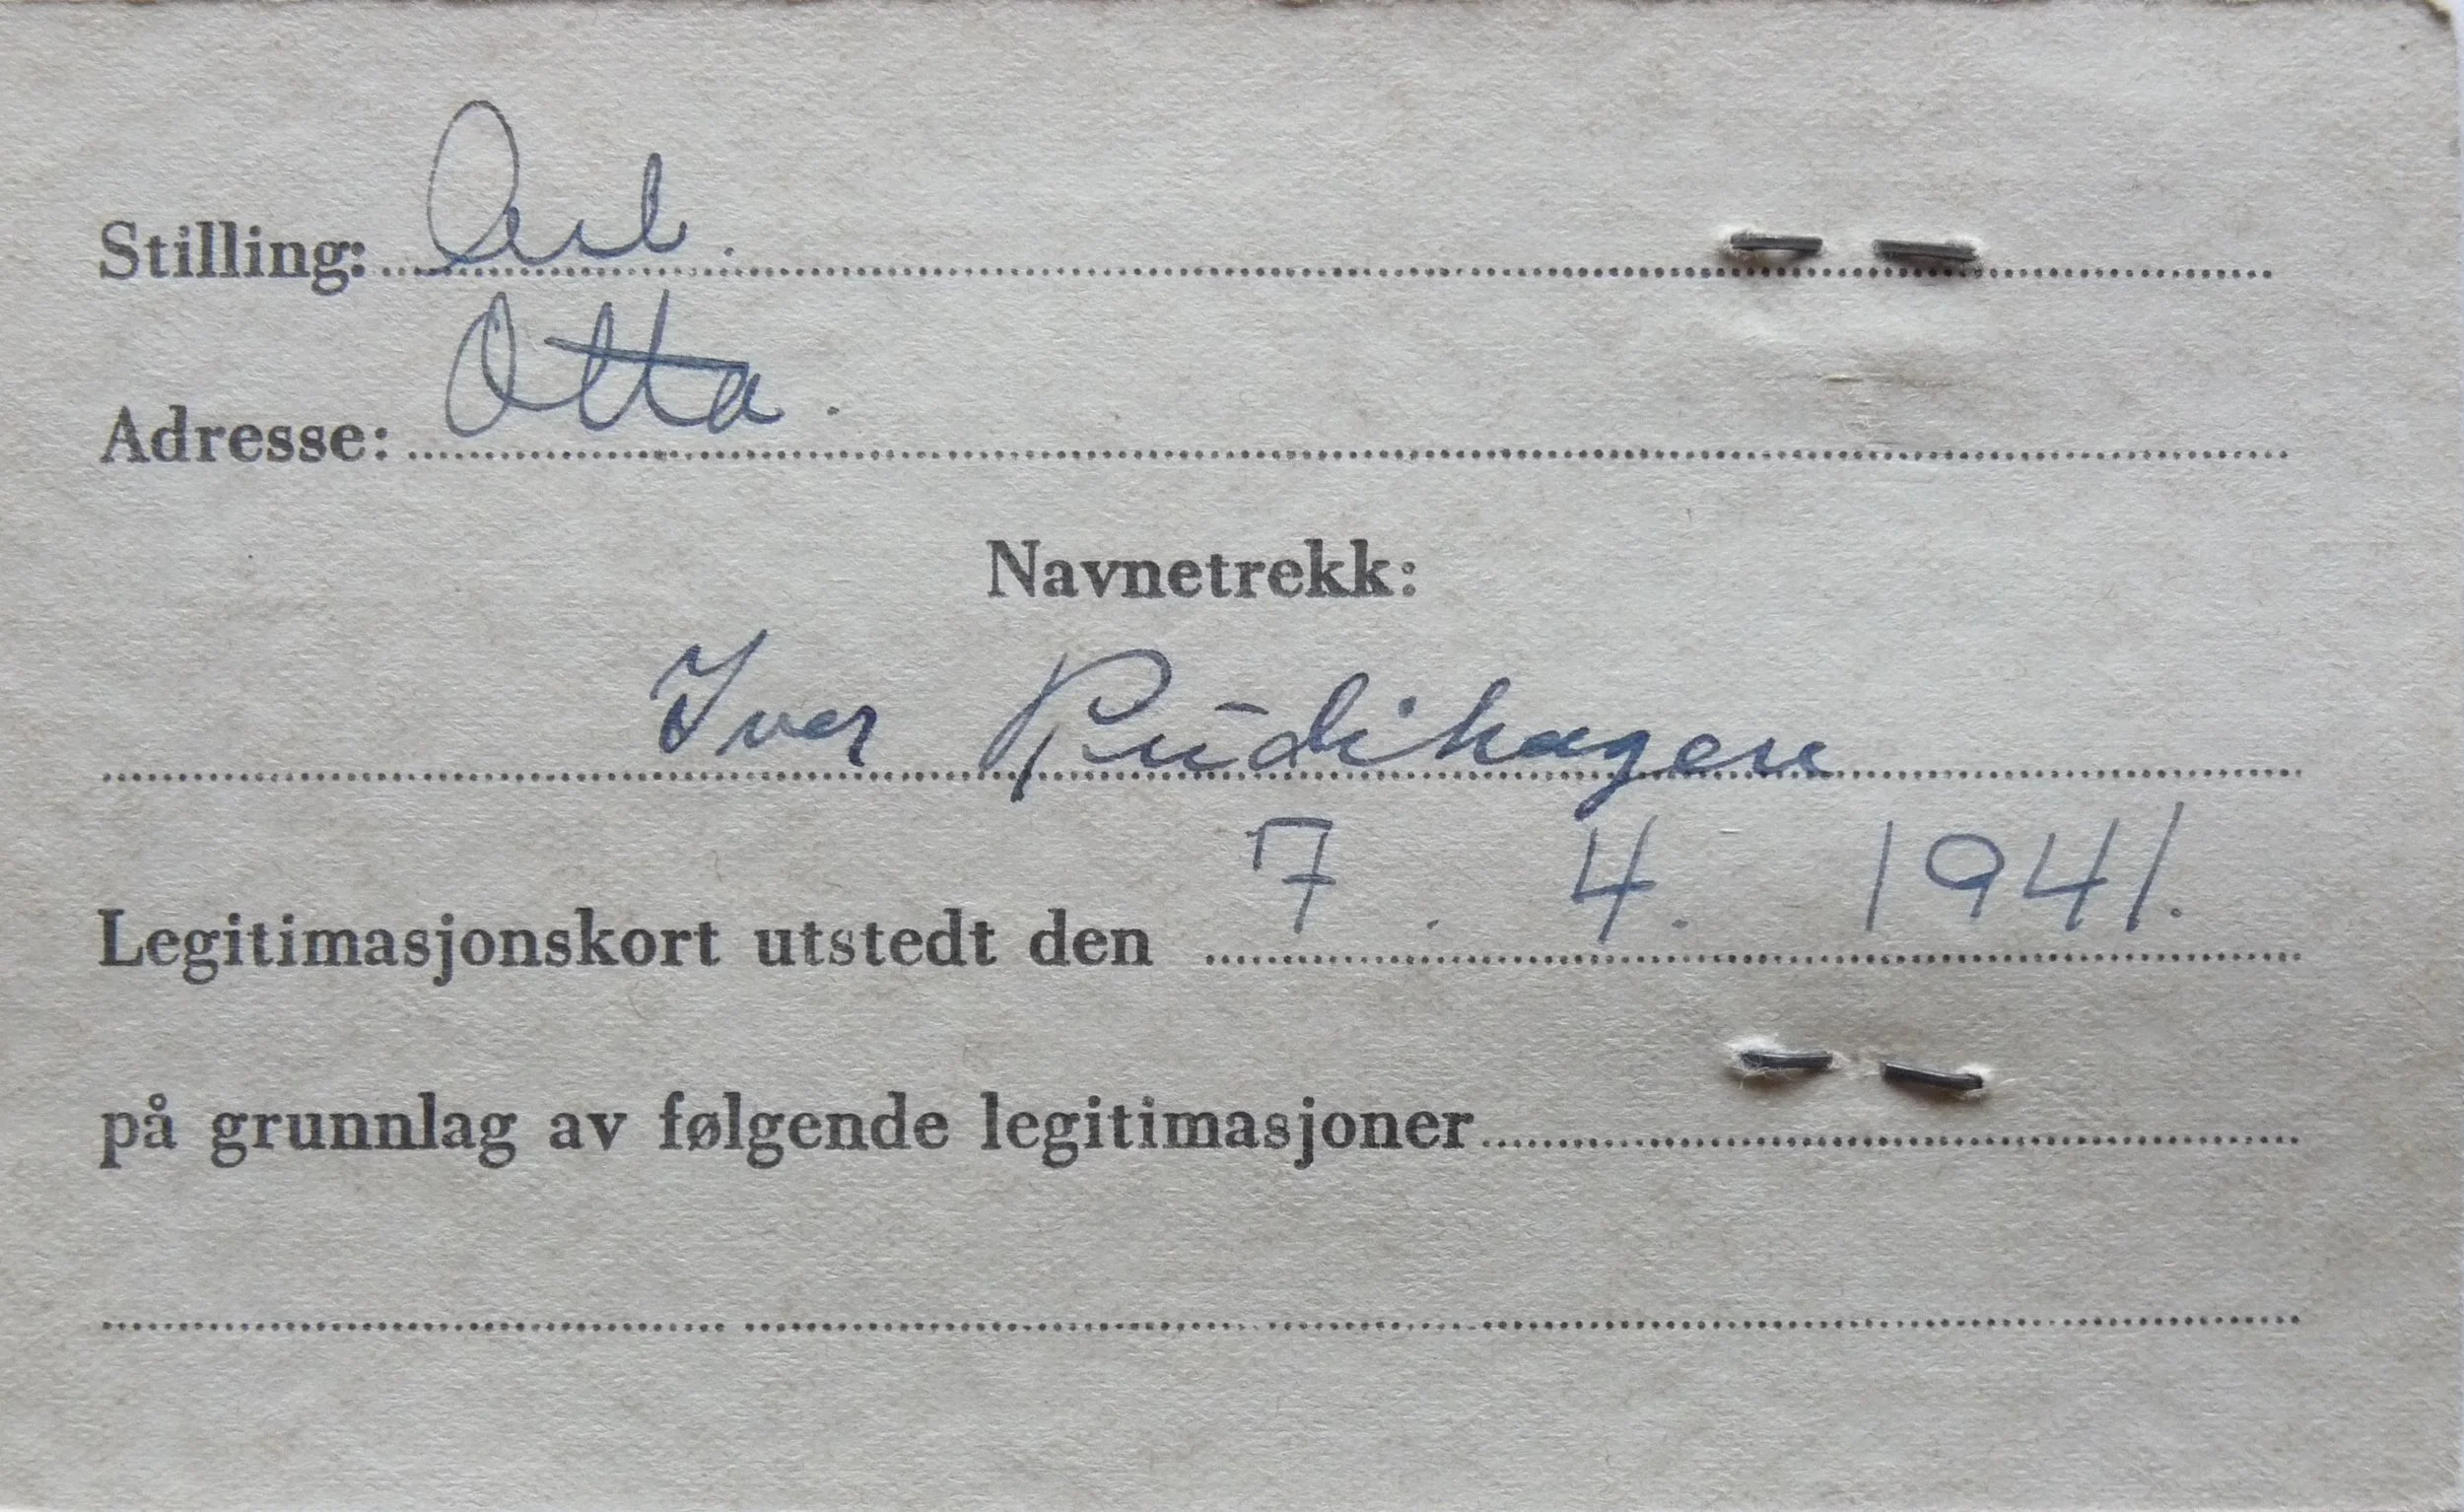 Stilling: Arb.
Adresse: Otta.
Navnetrekk:
Iver Rudihagen
Legitimasjonskort utstedt den 7. 4. 1941.
på grunnlag av følgende legitimasjoner